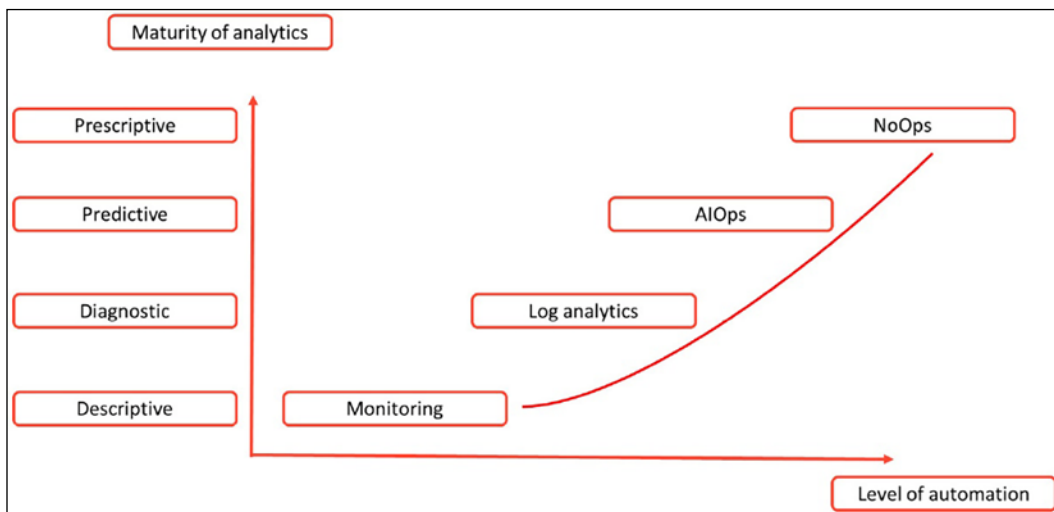 Maturity of analytics
Prescriptive
NoOps
Predictive
AIOps
Diagnostic
Log analytics
Descriptive
Monitoring
Level of automation